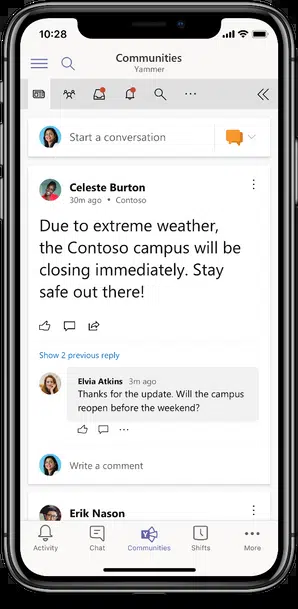 10:28
Communities
Yammer
Start a conversation
Celeste Burton
30m ago • Contoso
Due to extreme weather,
the Contoso campus will be
closing immediately. Stay
safe out there!
Show 2 previous reply
Elvia Atkins 3m ago
Thanks for the update. Will the campus
reopen before the weekend?
Write a comment
Erik Nason
Activity Chat Communities Shifts More